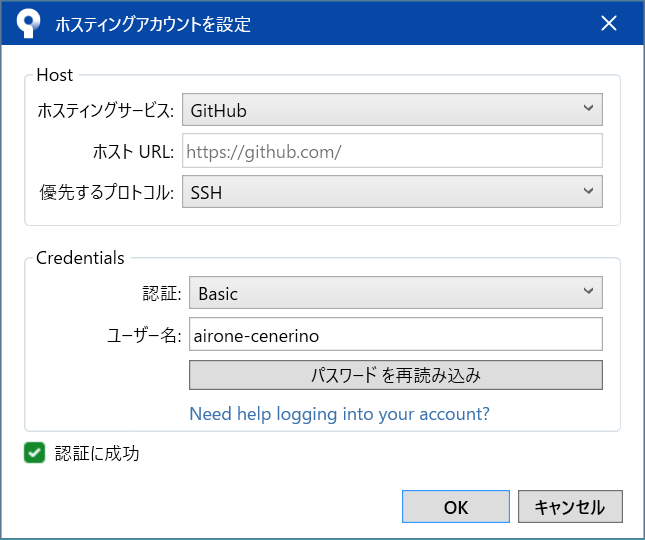 ホスティングアカウントを設定
Host
ホスティングサービス: GitHub
ホスト URL: https://github.com/
優先するプロトコル: SSH
Credentials
認証: Basic
ユーザー名: airone-cenerino
パスワードを再読み込み
Need help logging into your account?
認証に成功
OK キャンセル